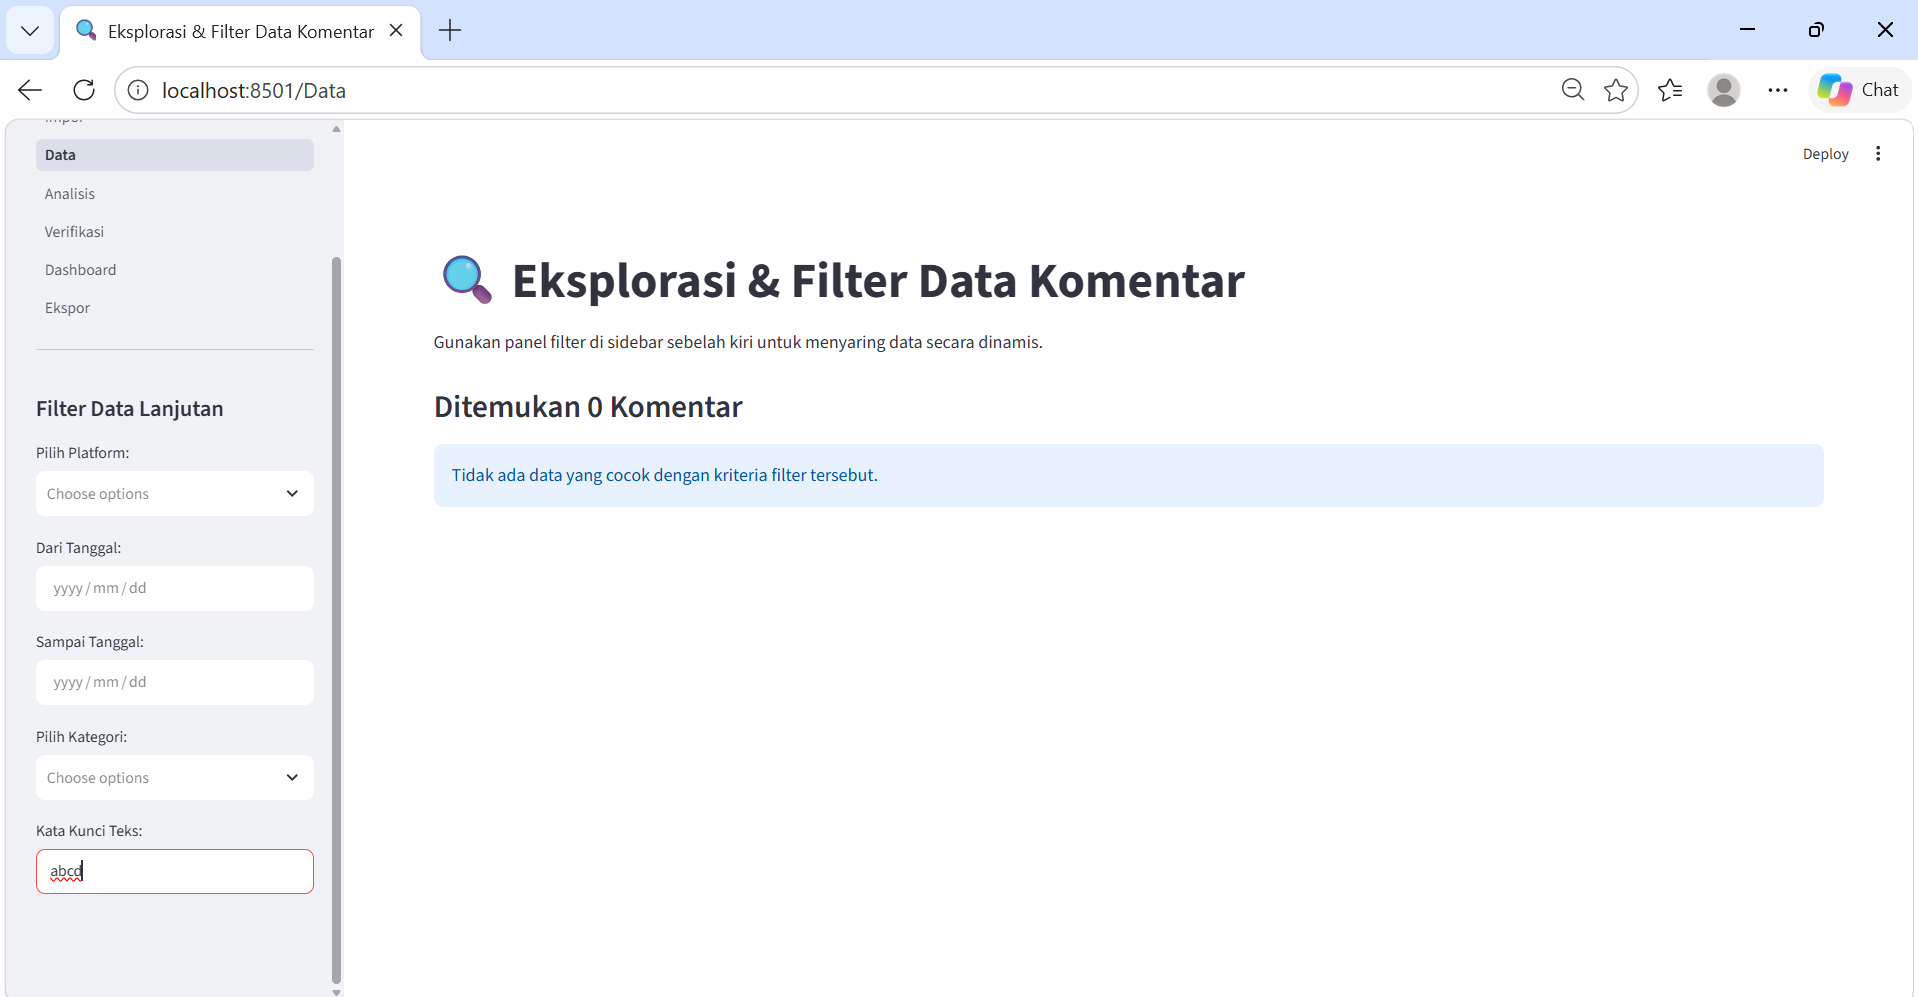 Eksplorasi & Filter Data Komentar
localhost:8501/Data
Chat
Impor
Data
Analisis
Verifikasi
Dashboard
Ekspor
Filter Data Lanjutan
Pilih Platform:
Choose options
Dari Tanggal:
yyyy/mm/dd
Sampai Tanggal:
yyyy/mm/dd
Pilih Kategori:
Choose options
Kata Kunci Teks:
abcd
Deploy
Eksplorasi & Filter Data Komentar
Gunakan panel filter di sidebar sebelah kiri untuk menyaring data secara dinamis.
Ditemukan 0 Komentar
Tidak ada data yang cocok dengan kriteria filter tersebut.